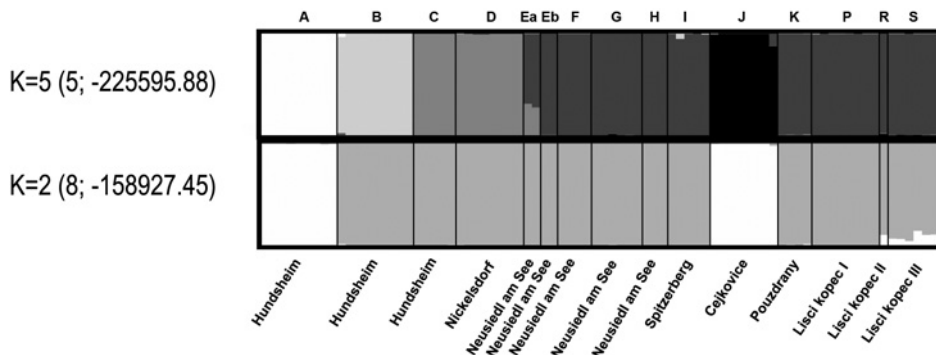 A B C D Ea Eb F G H I J K P R S
K=5 (5; -225595.88)
K=2 (8; -158927.45)
Hundsheim
Hundsheim
Hundsheim
Nickelsdorf
Neusiedl am See
Neusiedl am See
Neusiedl am See
Neusiedl am See
Neusiedl am See
Spitzerberg
Cejkovice
Pouzdrany
Lisci kopec I
Lisci kopec II
Lisci kopec III